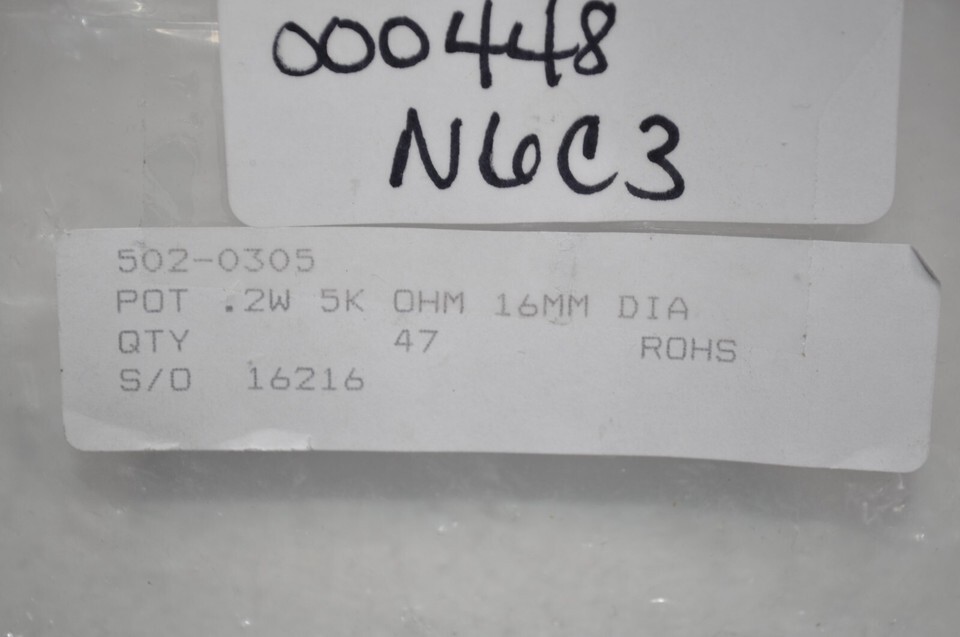 000448
N6C3
502-0305
POT .2W 5K OHM 16MM DIA
QTY 47 ROHS
S/O 16216